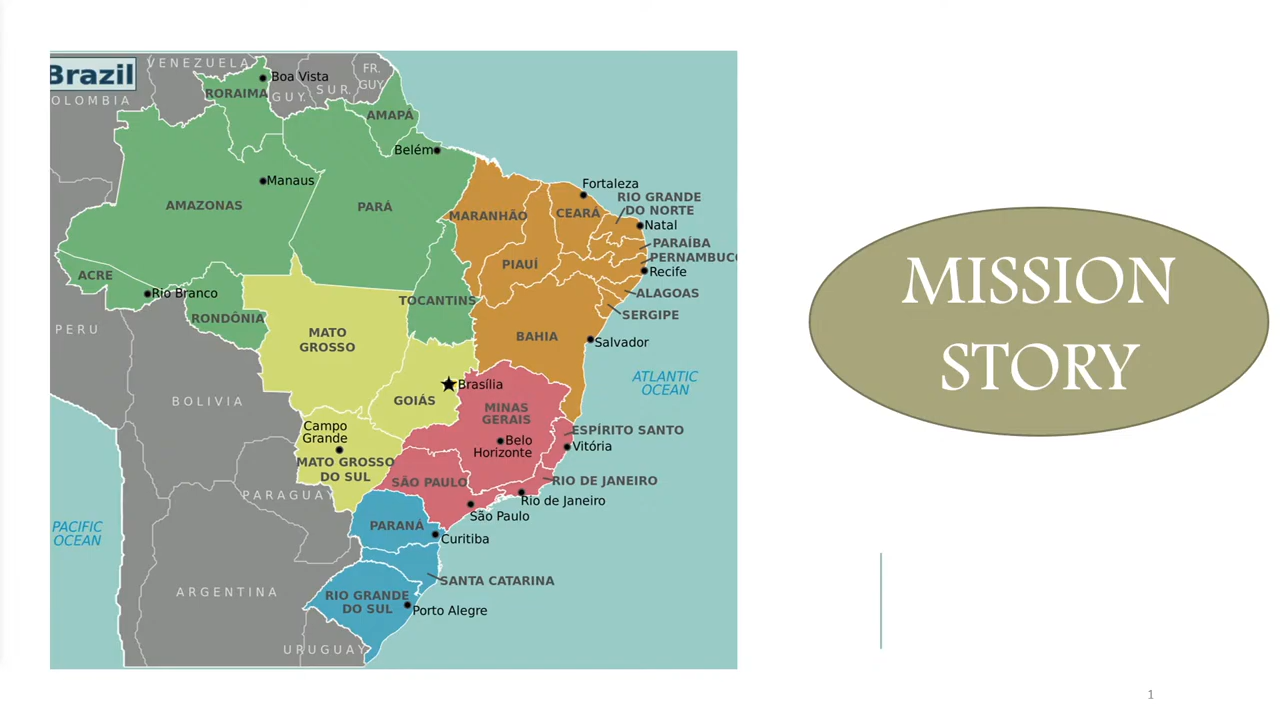 Brazil
VENEZUELA
Boa Vista
FR.
GUY.
SUR.
GUY.
OLOMBIA
RORAIMA
AMAPÁ
Belém
Manaus
AMAZONAS
PARÁ
Fortaleza
RIO GRANDE
DO NORTE
MARANHÃO
CEARÁ
Natal
PARAÍBA
PERNAMBUC
PIAUÍ
Recife
ACRE
Rio Branco
ALAGOAS
TOCANTINS
SERGIPE
RONDÔNIA
PERU
MATO
GROSSO
BAHIA
Salvador
MISSION
STORY
ATLANTIC
OCEAN
Brasília
GOIÁS
BOLIVIA
MINAS
GERAIS
Campo
Grande
ESPÍRITO SANTO
Belo
Horizonte
Vitória
MATO GROSSO
DO SUL
SÃO PAULO
RIO DE JANEIRO
PARAGUAY
Rio de Janeiro
São Paulo
PACIFIC
OCEAN
PARANÁ
Curitiba
SANTA CATARINA
ARGENTINA
RIO GRANDE
DO SUL
Porto Alegre
URUGUAY
1